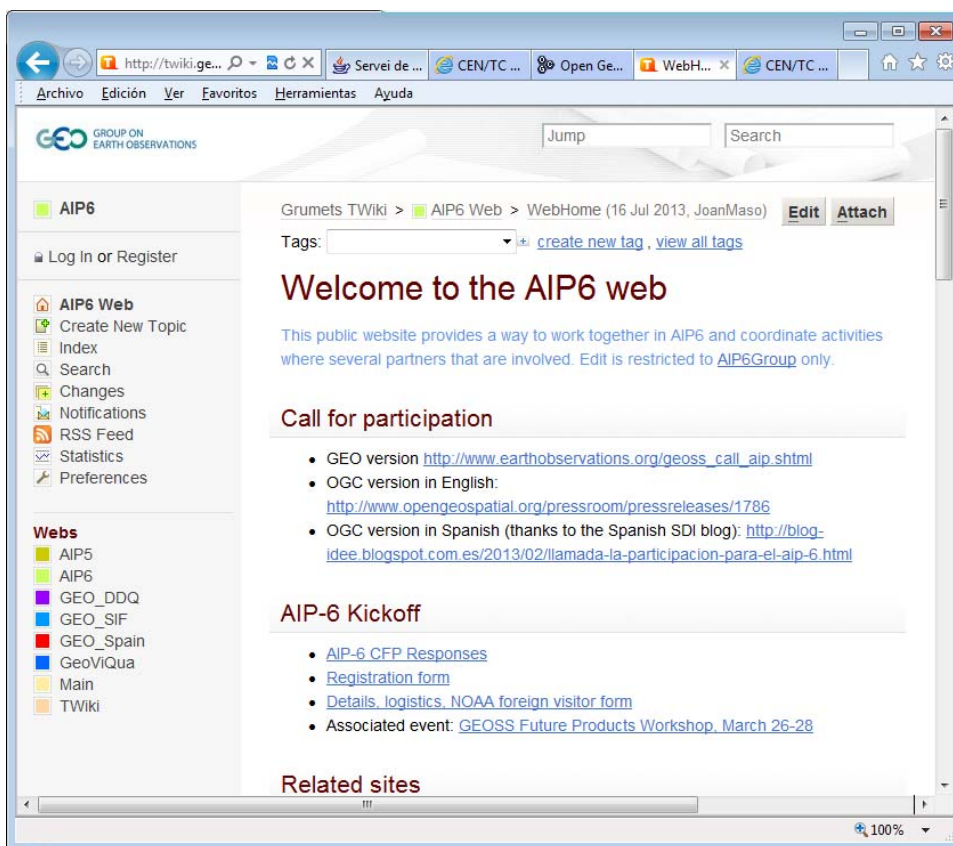 http://twiki.ge...
Servei de ...
CEN/TC ...
Open Ge...
WebH...
CEN/TC ...
Archivo Edición Ver Favoritos Herramientas Ayuda
GEO GROUP ON
EARTH OBSERVATIONS
Jump
Search
AIP6
Log In or Register
AIP6 Web
Create New Topic
Index
Search
Changes
Notifications
RSS Feed
Statistics
Preferences
Webs
AIP5
AIP6
GEO_DDQ
GEO_SIF
GEO_Spain
GeoViQua
Main
TWiki
Grumets TWiki > AIP6 Web > WebHome (16 Jul 2013, JoanMaso) Edit Attach
Tags: create new tag , view all tags
Welcome to the AIP6 web
This public website provides a way to work together in AIP6 and coordinate activities
where several partners that are involved. Edit is restricted to AIP6Group only.
Call for participation
• GEO version http://www.earthobservations.org/geoss_call_aip.shtml
• OGC version in English:
http://www.opengeospatial.org/pressroom/pressreleases/1786
• OGC version in Spanish (thanks to the Spanish SDI blog): http://blog-
idee.blogspot.com.es/2013/02/llamada-la-participacion-para-el-aip-6.html
AIP-6 Kickoff
• AIP-6 CFP Responses
• Registration form
• Details, logistics, NOAA foreign visitor form
• Associated event: GEOSS Future Products Workshop, March 26-28
Related sites
100%